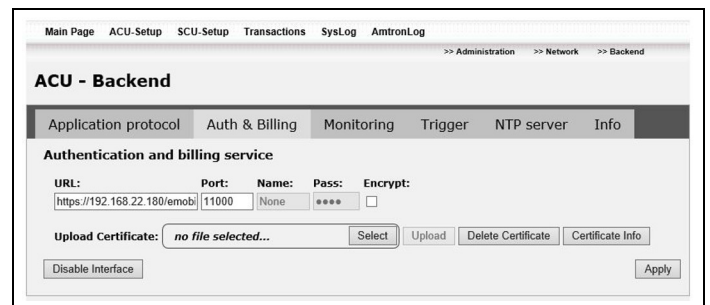 Main Page ACU-Setup SCU-Setup Transactions SysLog AmtronLog
>> Administration >> Network >> Backend
ACU - Backend
Application protocol Auth & Billing Monitoring Trigger NTP server Info
Authentication and billing service
URL: Port: Name: Pass: Encrypt:
https://192.168.22.180/emobi 11000 None ●●●●
Upload Certificate: no file selected... Select Upload Delete Certificate Certificate Info
Disable Interface Apply